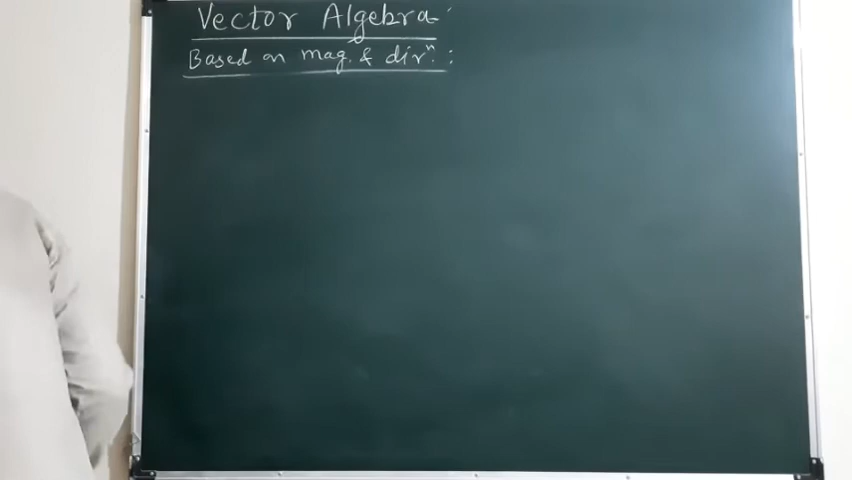 Vector Algebra:
Based on mag. & dirⁿ. :